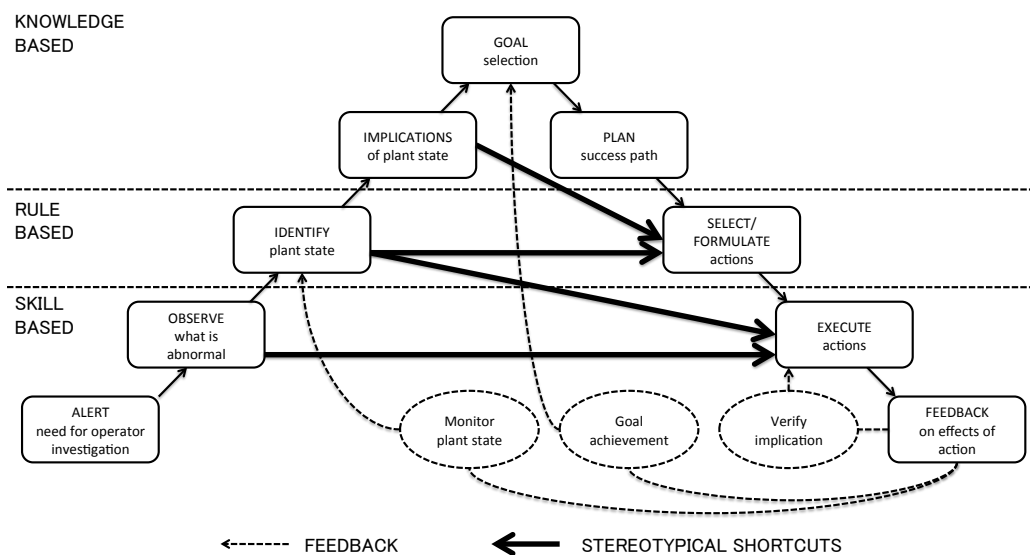 KNOWLEDGE
BASED
GOAL
selection
IMPLICATIONS
of plant state
PLAN
success path
RULE
BASED
IDENTIFY
plant state
SELECT/
FORMULATE
actions
SKILL
BASED
OBSERVE
what is
abnormal
EXECUTE
actions
ALERT
need for operator
investigation
Monitor
plant state
Goal
achievement
Verify
implication
FEEDBACK
on effects of
action
FEEDBACK
STEREOTYPICAL SHORTCUTS